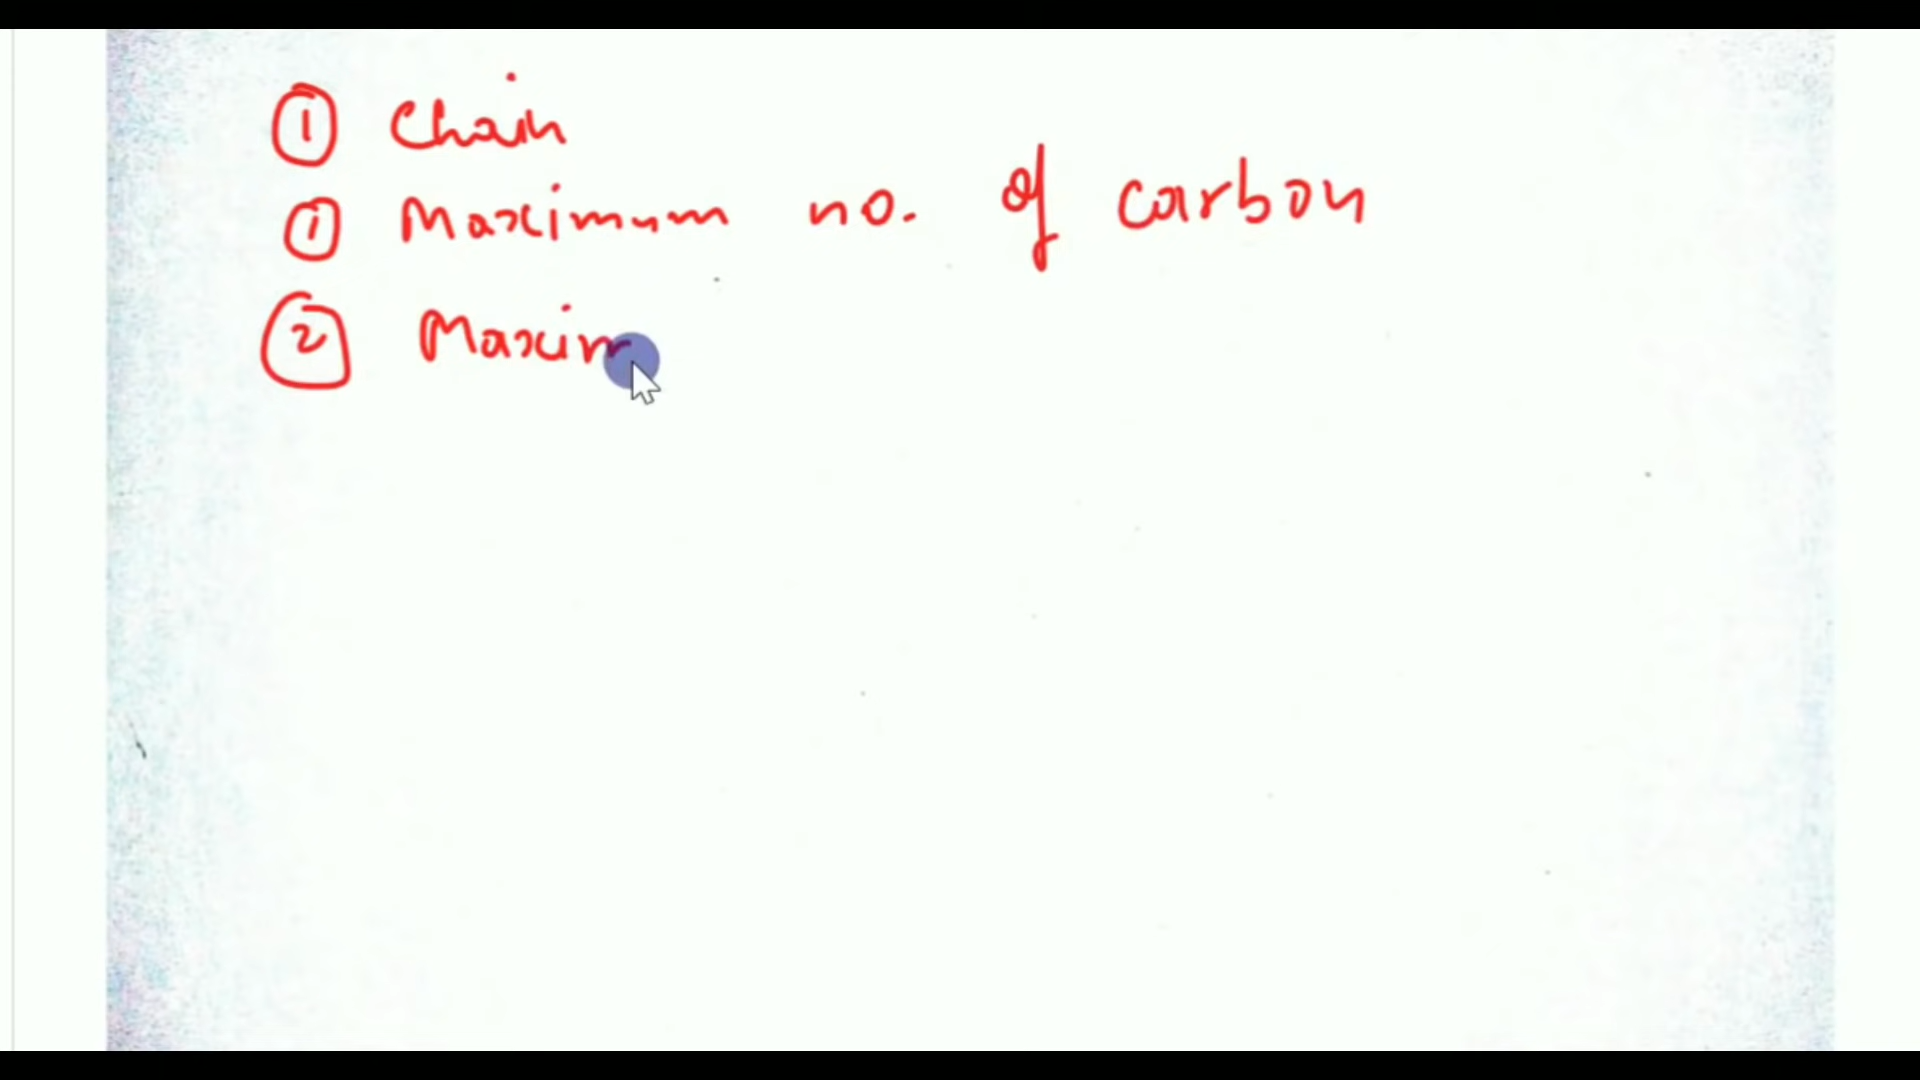 ① Chain
① Maximum no. of carbon
② Maxim